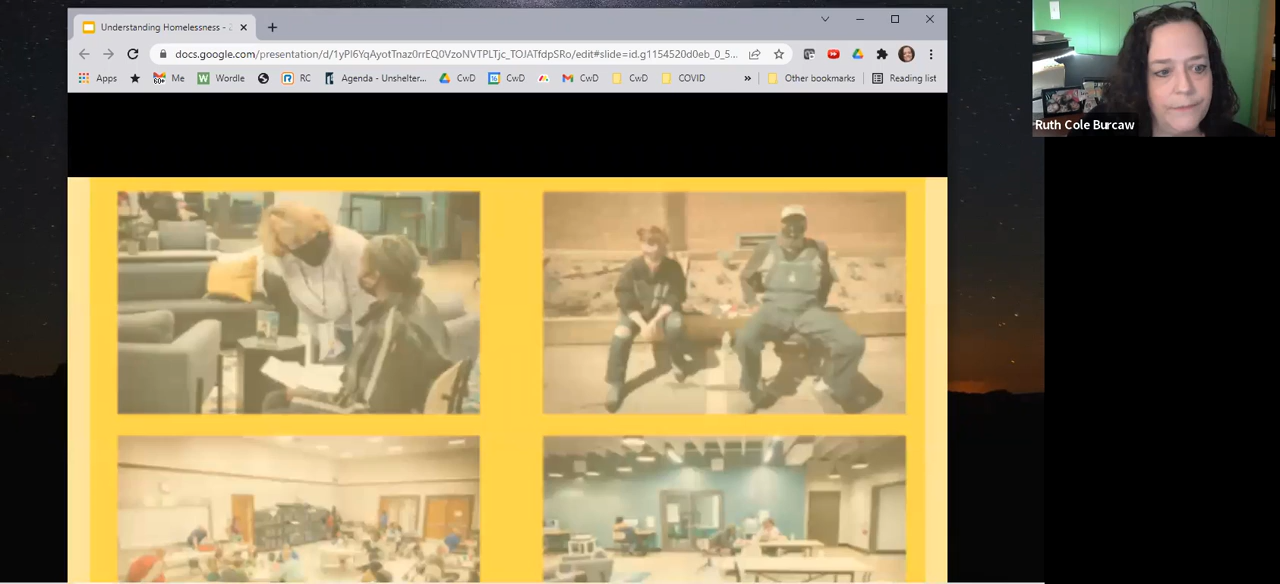 Understanding Homelessness - 2
docs.google.com/presentation/d/1yPl6YqAyotTnaz0rrEQ0VzoNVTPLTjc_TOJATfdpSRo/edit#slide=id.g1154520d0eb_0_5...
Apps Me Wordle RC Agenda - Unshelter... CwD CwD CwD CwD COVID » Other bookmarks Reading list
Ruth Cole Burcaw